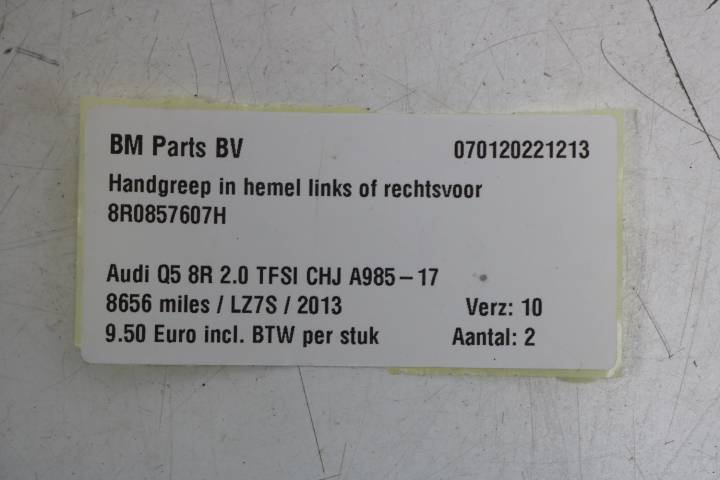 BM Parts BV 070120221213
Handgreep in hemel links of rechtsvoor
8R0857607H
Audi Q5 8R 2.0 TFSI CHJ A985-17
8656 miles / LZ7S / 2013 Verz: 10
9.50 Euro incl. BTW per stuk Aantal: 2